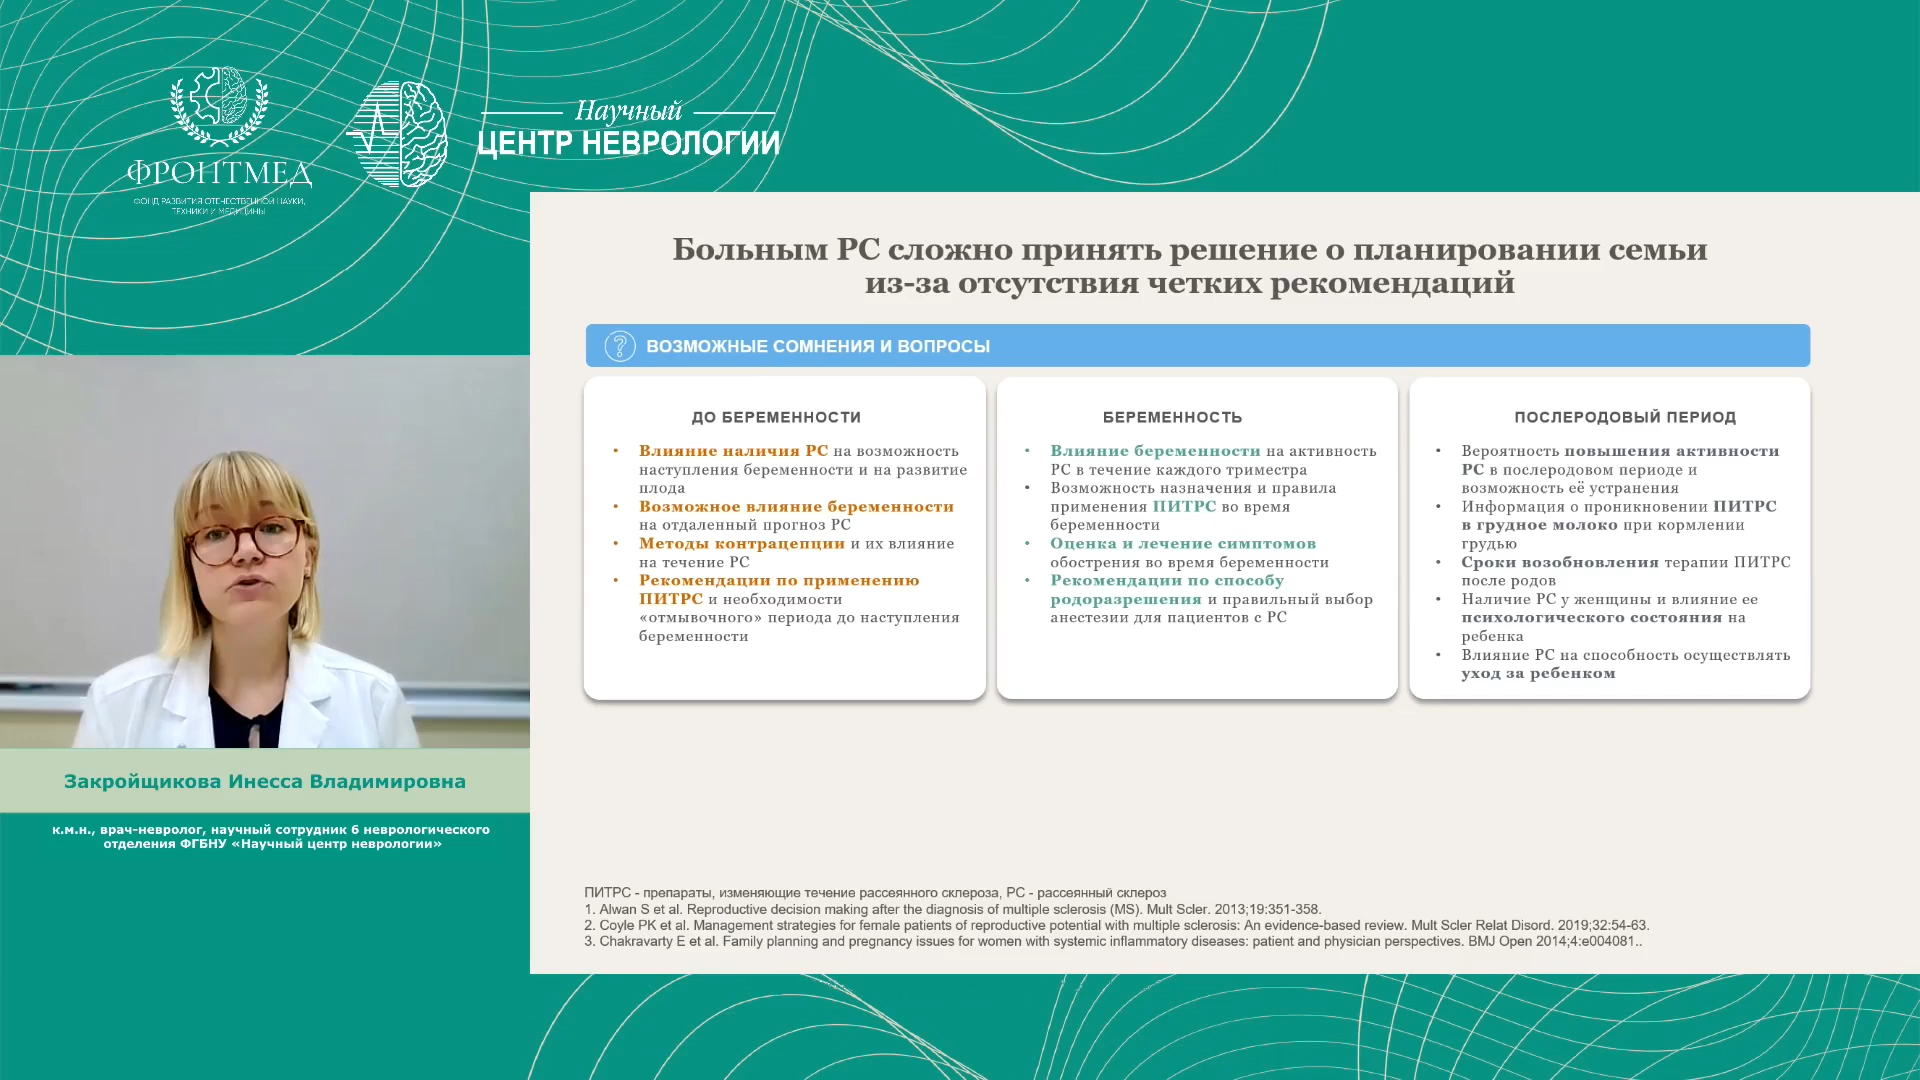 ФРОНТМЕД
ФОНД РАЗВИТИЯ ОТЕЧЕСТВЕННОЙ НАУКИ,
ТЕХНИКИ И МЕДИЦИНЫ
Научный
ЦЕНТР НЕВРОЛОГИИ
Больным РС сложно принять решение о планировании семьи
из-за отсутствия четких рекомендаций
? ВОЗМОЖНЫЕ СОМНЕНИЯ И ВОПРОСЫ
ДО БЕРЕМЕННОСТИ
• Влияние наличия РС на возможность
наступления беременности и на развитие
плода
• Возможное влияние беременности
на отдаленный прогноз РС
• Методы контрацепции и их влияние
на течение РС
• Рекомендации по применению
ПИТРС и необходимости
«отмывочного» периода до наступления
беременности
БЕРЕМЕННОСТЬ
• Влияние беременности на активность
РС в течение каждого триместра
• Возможность назначения и правила
применения ПИТРС во время
беременности
• Оценка и лечение симптомов
обострения во время беременности
• Рекомендации по способу
родоразрешения и правильный выбор
анестезии для пациентов с РС
ПОСЛЕРОДОВЫЙ ПЕРИОД
• Вероятность повышения активности
РС в послеродовом периоде и
возможность её устранения
• Информация о проникновении ПИТРС
в грудное молоко при кормлении
грудью
• Сроки возобновления терапии ПИТРС
после родов
• Наличие РС у женщины и влияние ее
психологического состояния на
ребенка
• Влияние РС на способность осуществлять
уход за ребенком
Закройщикова Инесса Владимировна
к.м.н., врач-невролог, научный сотрудник 6 неврологического
отделения ФГБНУ «Научный центр неврологии»
ПИТРС - препараты, изменяющие течение рассеянного склероза, РС - рассеянный склероз
1. Alwan S et al. Reproductive decision making after the diagnosis of multiple sclerosis (MS). Mult Scler. 2013;19:351-358.
2. Coyle PK et al. Management strategies for female patients of reproductive potential with multiple sclerosis: An evidence-based review. Mult Scler Relat Disord. 2019;32:54-63.
3. Chakravarty E et al. Family planning and pregnancy issues for women with systemic inflammatory diseases: patient and physician perspectives. BMJ Open 2014;4:e004081..